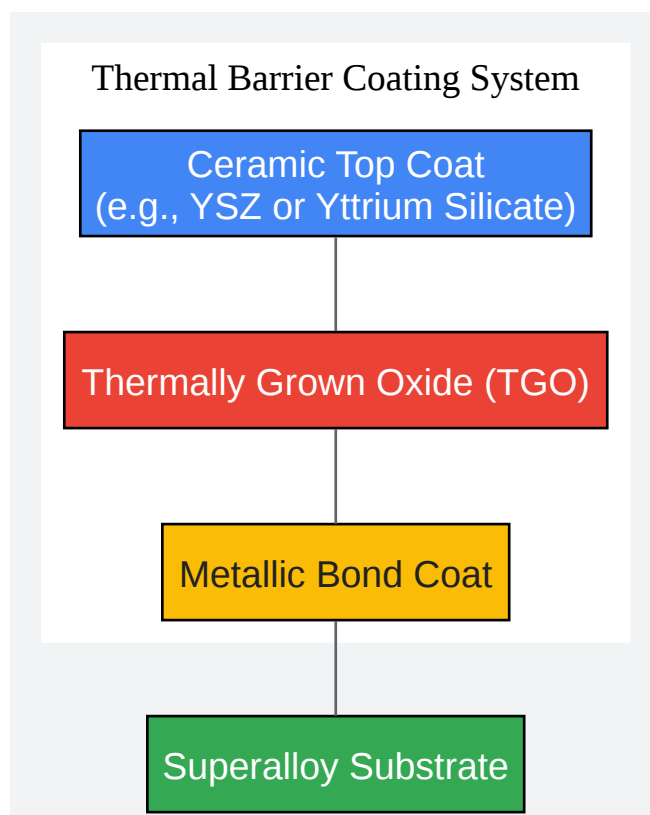 Thermal Barrier Coating System
Ceramic Top Coat
(e.g., YSZ or Yttrium Silicate)
Thermally Grown Oxide (TGO)
Metallic Bond Coat
Superalloy Substrate